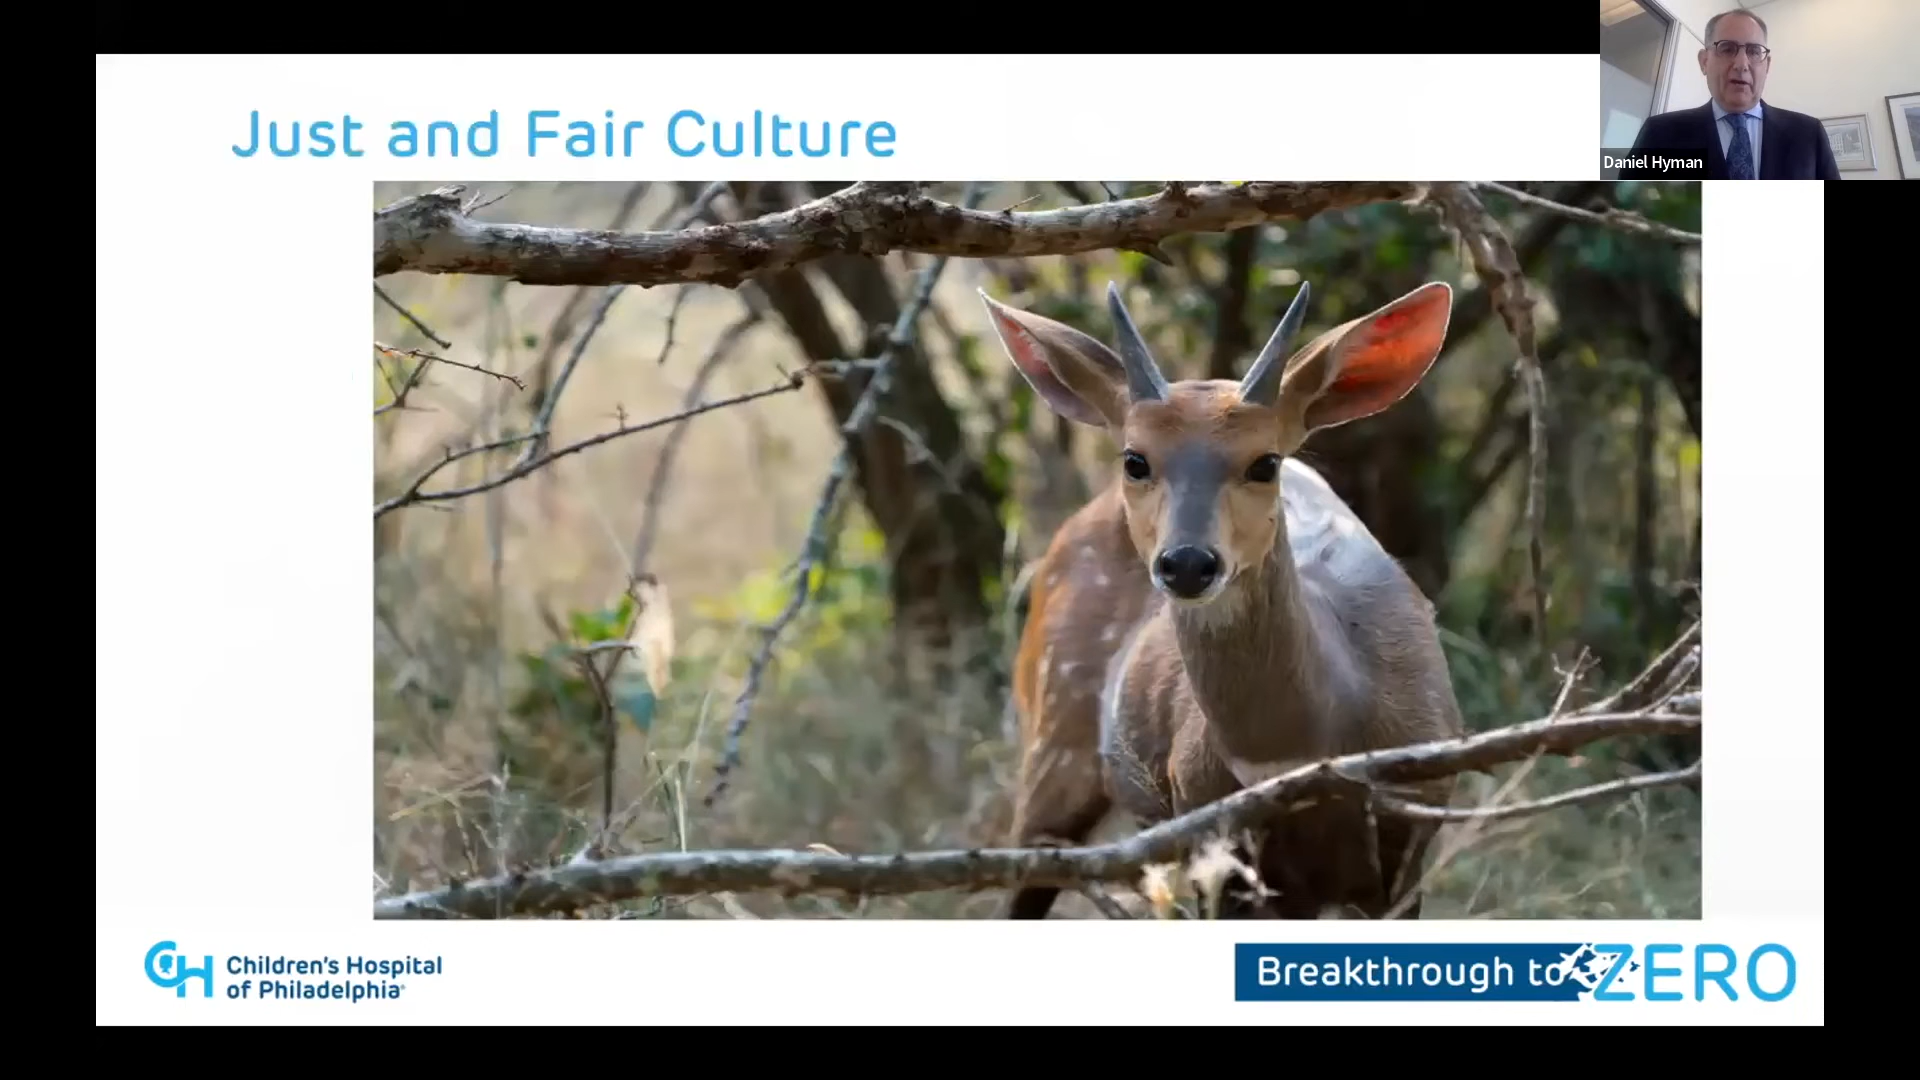 Just and Fair Culture
Daniel Hyman
Children's Hospital
of Philadelphia
Breakthrough to ZERO